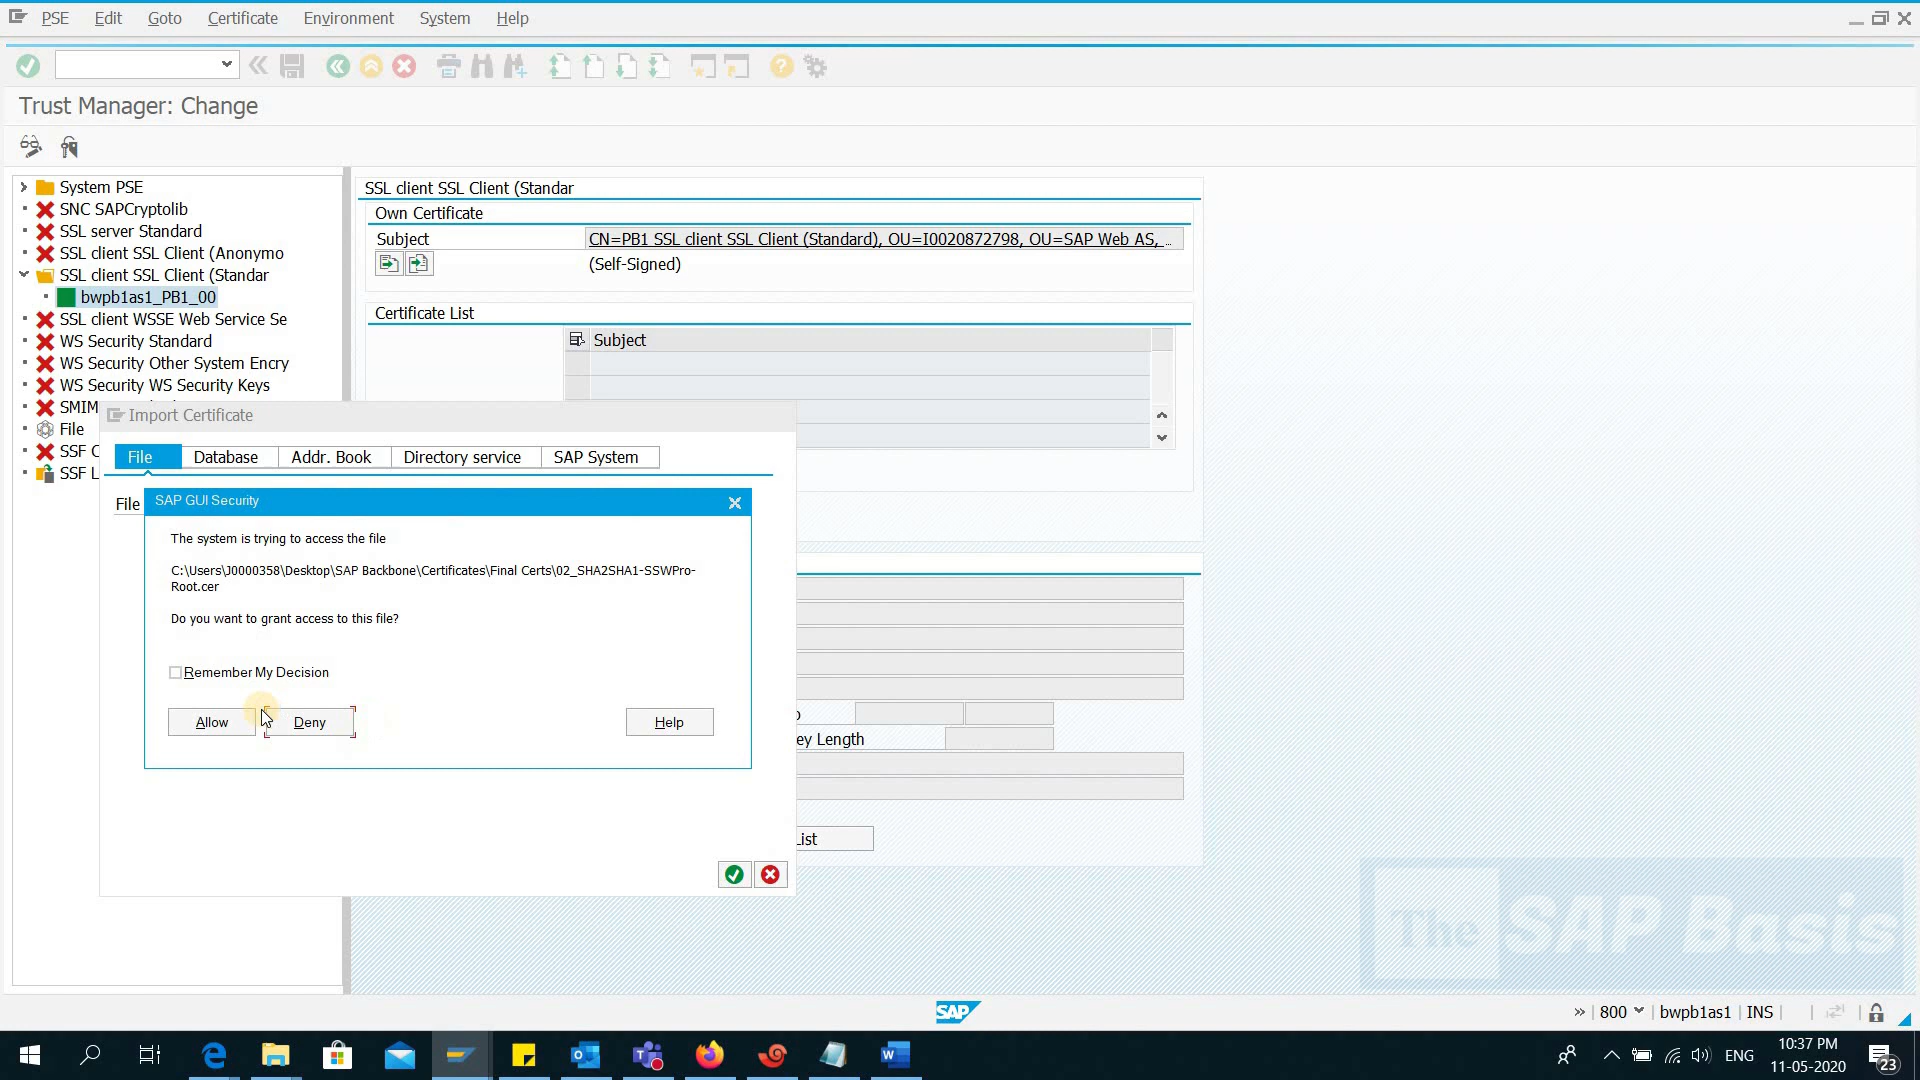 PSE Edit Goto Certificate Environment System Help
Trust Manager: Change
System PSE
SNC SAPCryptolib
SSL server Standard
SSL client SSL Client (Anonymo
SSL client SSL Client (Standar
bwpb1as1_PB1_00
SSL client WSSE Web Service Se
WS Security Standard
WS Security Other System Encry
WS Security WS Security Keys
SMIM
File
SSF C
SSF L
SSL client SSL Client (Standar
Own Certificate
Subject CN=PB1 SSL client SSL Client (Standard), OU=I0020872798, OU=SAP Web AS, ..
(Self-Signed)
Certificate List
Subject
Import Certificate
File Database Addr. Book Directory service SAP System
File
SAP GUI Security
The system is trying to access the file
C:\Users\J0000358\Desktop\SAP Backbone\Certificates\Final Certs\02_SHA2SHA1-SSWPro-
Root.cer
Do you want to grant access to this file?
Remember My Decision
Allow Deny Help
ey Length
List
The SAP Basis
SAP
800 bwpb1as1 INS
ENG
10:37 PM
11-05-2020
23